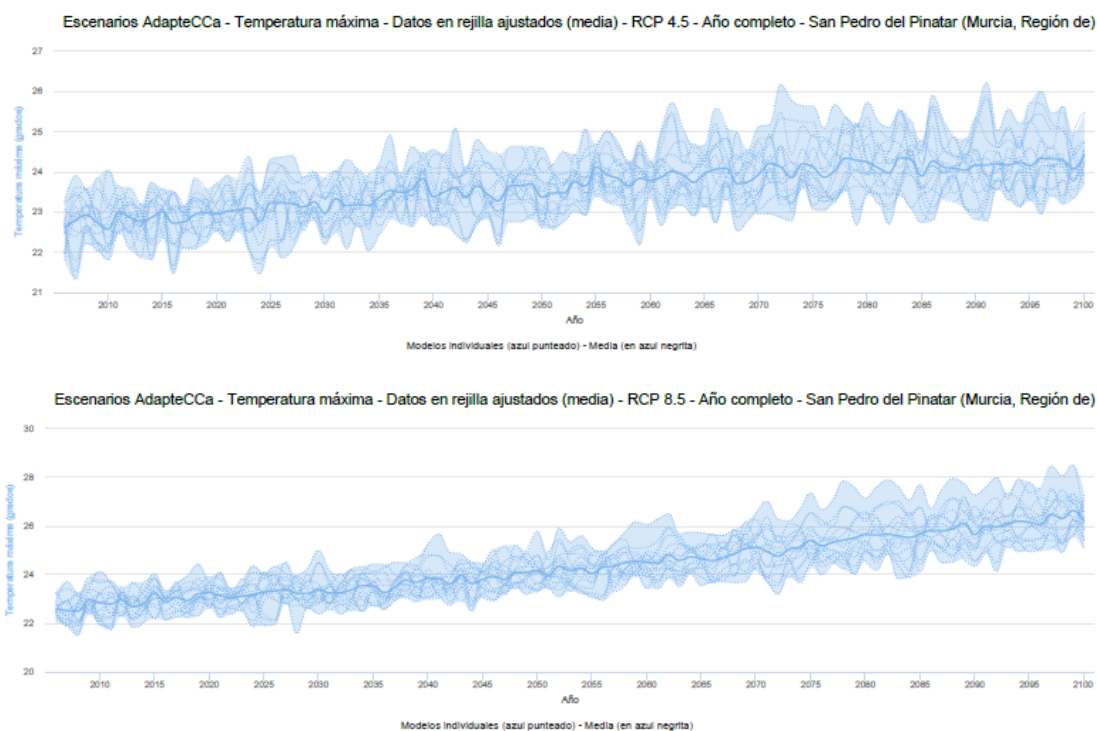 Escenarios AdapteCCa - Temperatura máxima - Datos en rejilla ajustados (media) - RCP 4.5 - Año completo - San Pedro del Pinatar (Murcia, Región de)
Temperatura máxima (grados)
27
26
25
24
23
22
21
2010 2015 2020 2025 2030 2035 2040 2045 2050 2055 2060 2065 2070 2075 2080 2085 2090 2095 2100
Año
Modelos Individuales (azul punteado) - Media (en azul negrita)
Escenarios AdapteCCa - Temperatura máxima - Datos en rejilla ajustados (media) - RCP 8.5 - Año completo - San Pedro del Pinatar (Murcia, Región de)
Temperatura máxima (grados)
30
28
26
24
22
20
2010 2015 2020 2025 2030 2035 2040 2045 2050 2055 2060 2065 2070 2075 2080 2085 2090 2095 2100
Año
Modelos Individuales (azul punteado) - Media (en azul negrita)